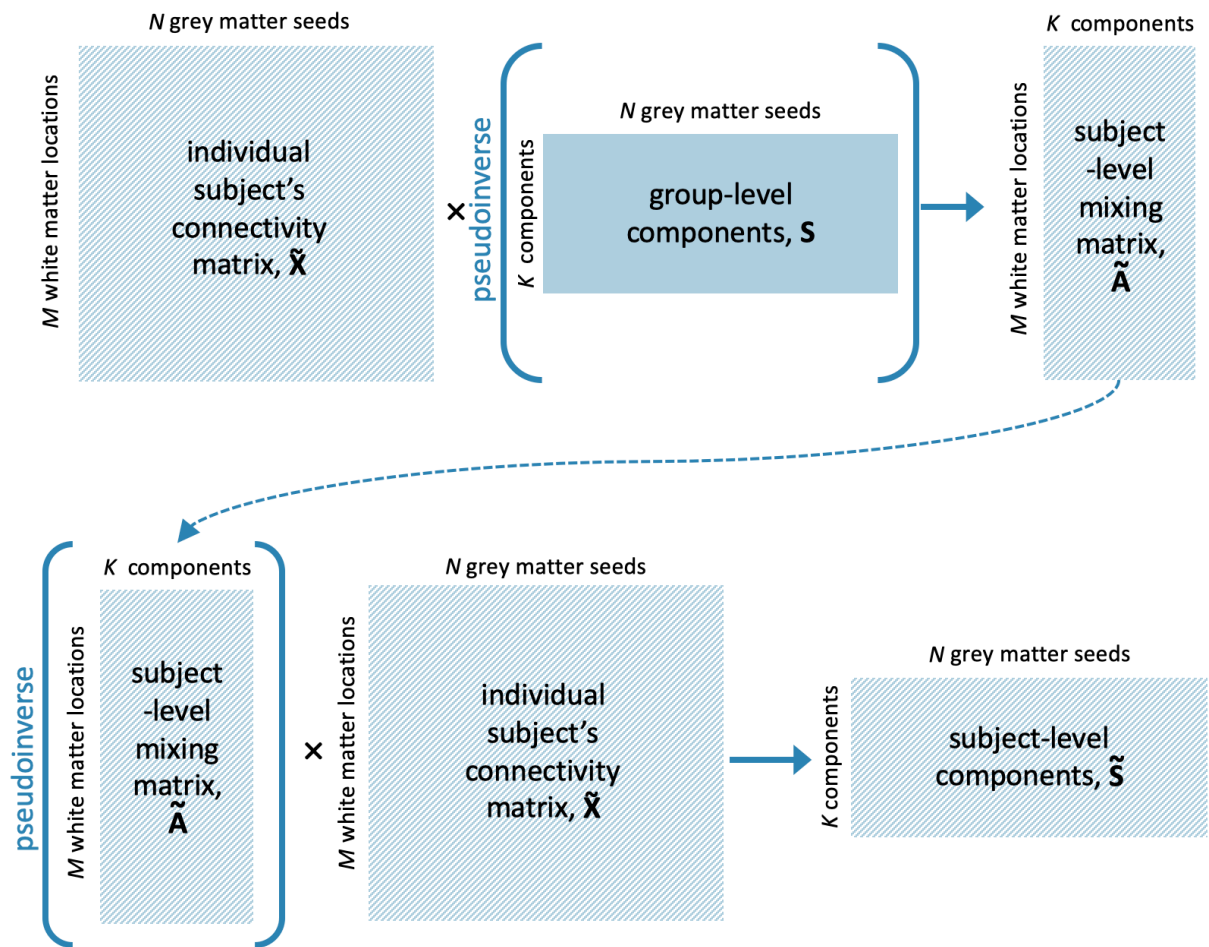 N grey matter seeds
M white matter locations
individual
subject's
connectivity
matrix, X̃
×
pseudoinverse
N grey matter seeds
K components
group-level
components, S
K components
M white matter locations
subject
-level
mixing
matrix,
Ã
pseudoinverse
K components
M white matter locations
subject
-level
mixing
matrix,
Ã
×
N grey matter seeds
M white matter locations
individual
subject's
connectivity
matrix, X̃
N grey matter seeds
K components
subject-level
components, S̃